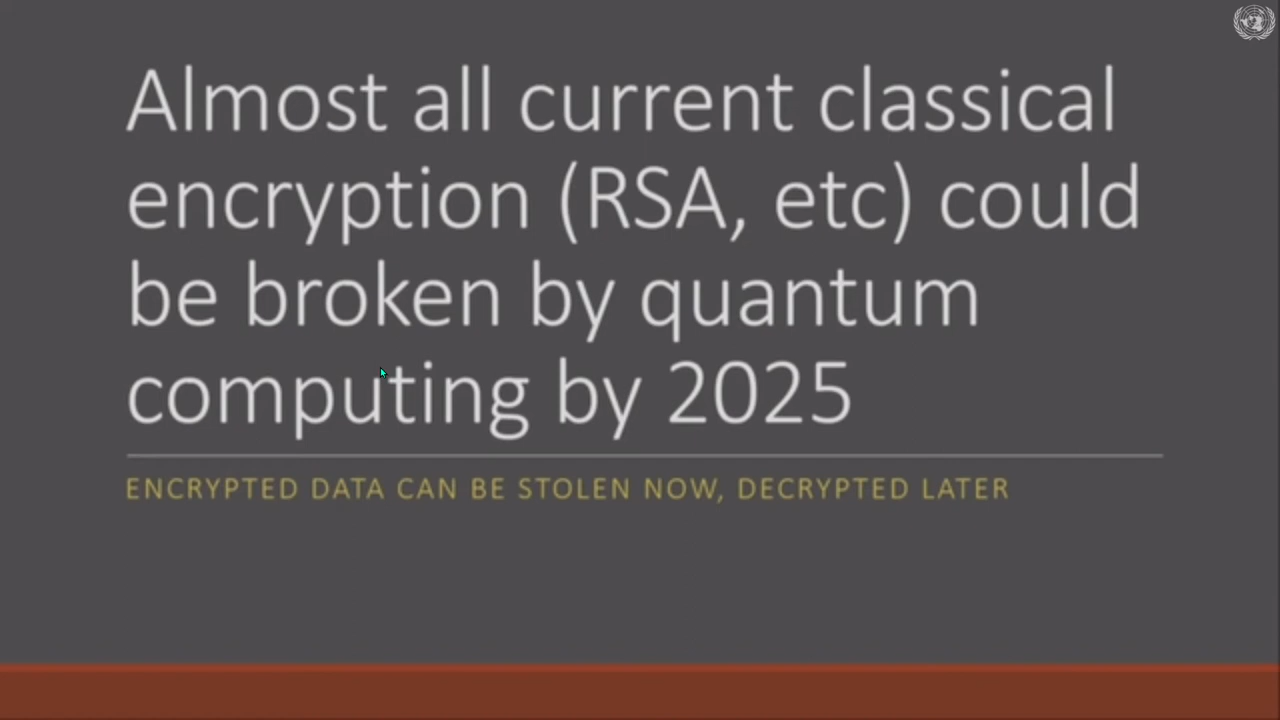 Almost all current classical
encryption (RSA, etc) could
be broken by quantum
computing by 2025
ENCRYPTED DATA CAN BE STOLEN NOW, DECRYPTED LATER